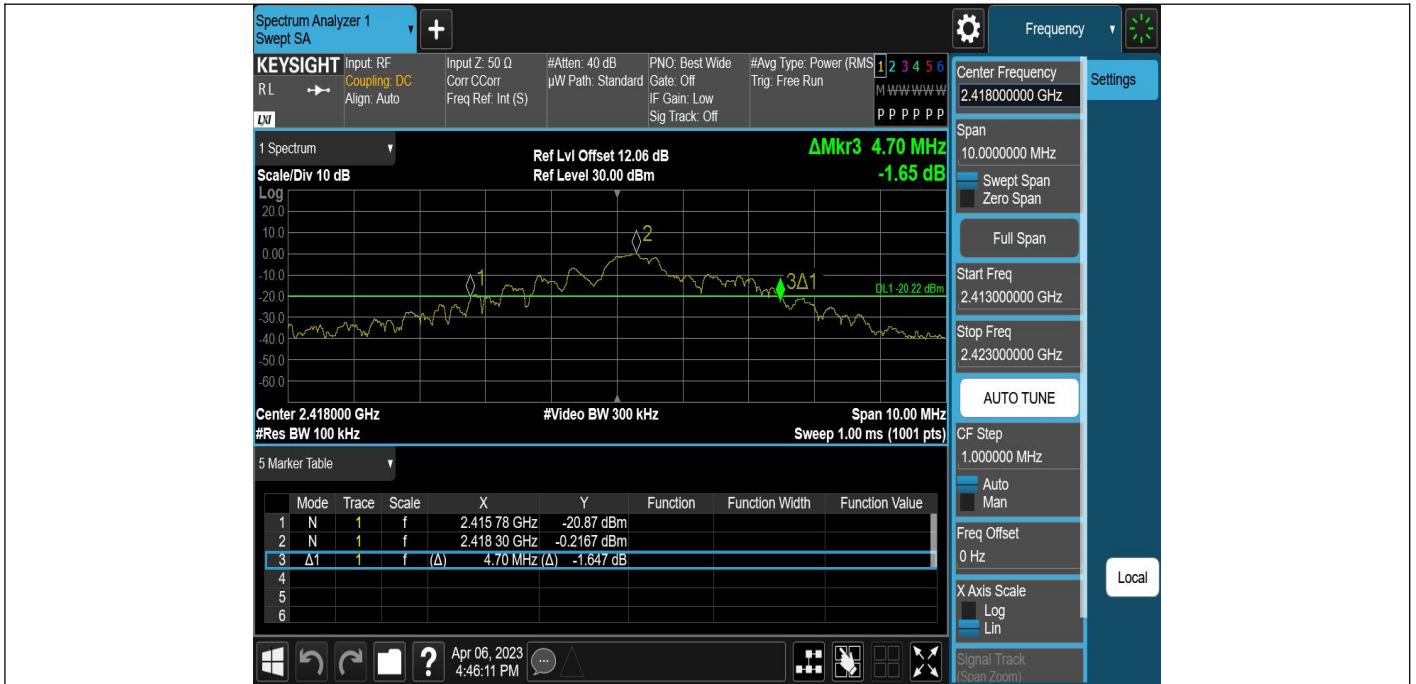 Spectrum Analyzer 1
Swept SA
+
Frequency
KEYSIGHT
RL
LXI
Input: RF
Coupling: DC
Align: Auto
Input Z: 50 Ω
Corr CCorr
Freq Ref: Int (S)
#Atten: 40 dB
µW Path: Standard
PNO: Best Wide
Gate: Off
IF Gain: Low
Sig Track: Off
#Avg Type: Power (RMS
Trig: Free Run
1 2 3 4 5 6
M W W W W W
P P P P P P
1 Spectrum
Scale/Div 10 dB
Ref Lvl Offset 12.06 dB
Ref Level 30.00 dBm
ΔMkr3 4.70 MHz
-1.65 dB
Log
20.0
10.0
0.00
-10.0
-20.0
-30.0
-40.0
-50.0
-60.0
1
2
3Δ1
DL1 -20.22 dBm
Center 2.418000 GHz
#Video BW 300 kHz
Span 10.00 MHz
#Res BW 100 kHz
Sweep 1.00 ms (1001 pts)
5 Marker Table
Mode Trace Scale X Y Function Function Width Function Value
1 N 1 f 2.415 78 GHz -20.87 dBm
2 N 1 f 2.418 30 GHz -0.2167 dBm
3 Δ1 1 f (Δ) 4.70 MHz (Δ) -1.647 dB
4
5
6
?
Apr 06, 2023
4:46:11 PM
Center Frequency
2.418000000 GHz
Settings
Span
10.0000000 MHz
Swept Span
Zero Span
Full Span
Start Freq
2.413000000 GHz
Stop Freq
2.423000000 GHz
AUTO TUNE
CF Step
1.000000 MHz
Auto
Man
Freq Offset
0 Hz
Local
X Axis Scale
Log
Lin
Signal Track
(Span Zoom)